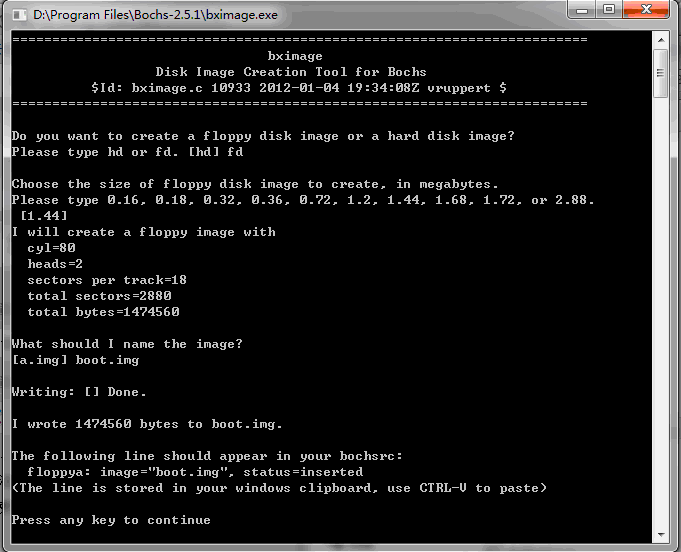 D:\Program Files\Bochs-2.5.1\bximage.exe
========================================================================
bximage
Disk Image Creation Tool for Bochs
$Id: bximage.c 10933 2012-01-04 19:34:08Z vruppert $
========================================================================
Do you want to create a floppy disk image or a hard disk image?
Please type hd or fd. [hd] fd
Choose the size of floppy disk image to create, in megabytes.
Please type 0.16, 0.18, 0.32, 0.36, 0.72, 1.2, 1.44, 1.68, 1.72, or 2.88.
[1.44]
I will create a floppy image with
cyl=80
heads=2
sectors per track=18
total sectors=2880
total bytes=1474560
What should I name the image?
[a.img] boot.img
Writing: [] Done.
I wrote 1474560 bytes to boot.img.
The following line should appear in your bochsrc:
floppya: image="boot.img", status=inserted
(The line is stored in your windows clipboard, use CTRL-V to paste)
Press any key to continue